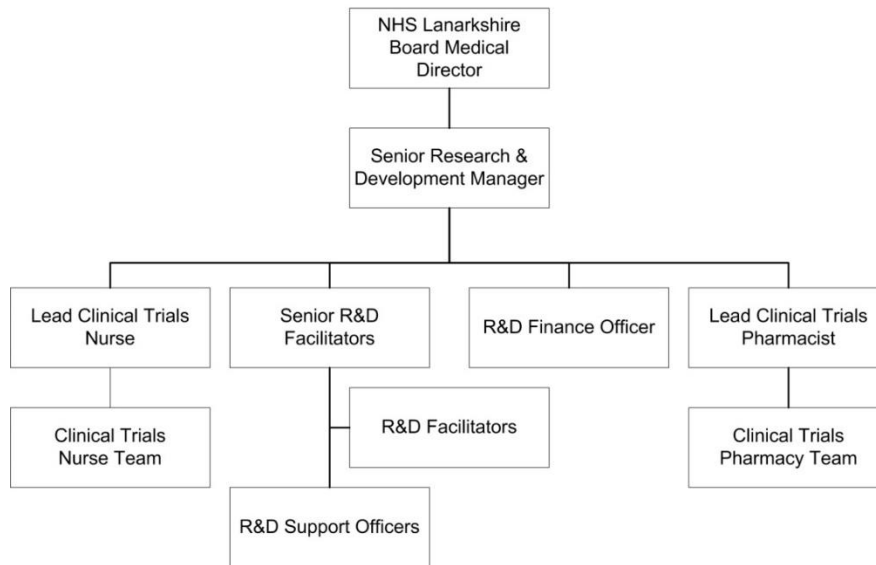 NHS Lanarkshire
Board Medical
Director
Senior Research &
Development Manager
Lead Clinical Trials
Nurse
Senior R&D
Facilitators
R&D Finance Officer
Lead Clinical Trials
Pharmacist
Clinical Trials
Nurse Team
R&D Facilitators
Clinical Trials
Pharmacy Team
R&D Support Officers